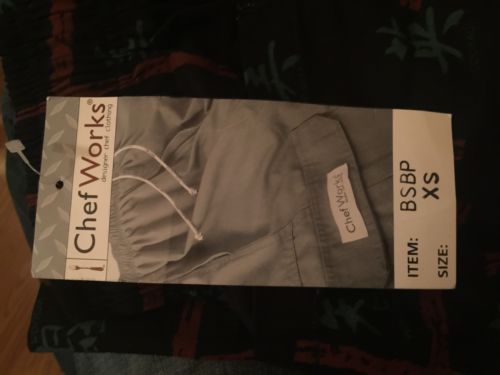 Chef Works®
designer chef clothing
Chef Works
ITEM: BSBP
SIZE: XS